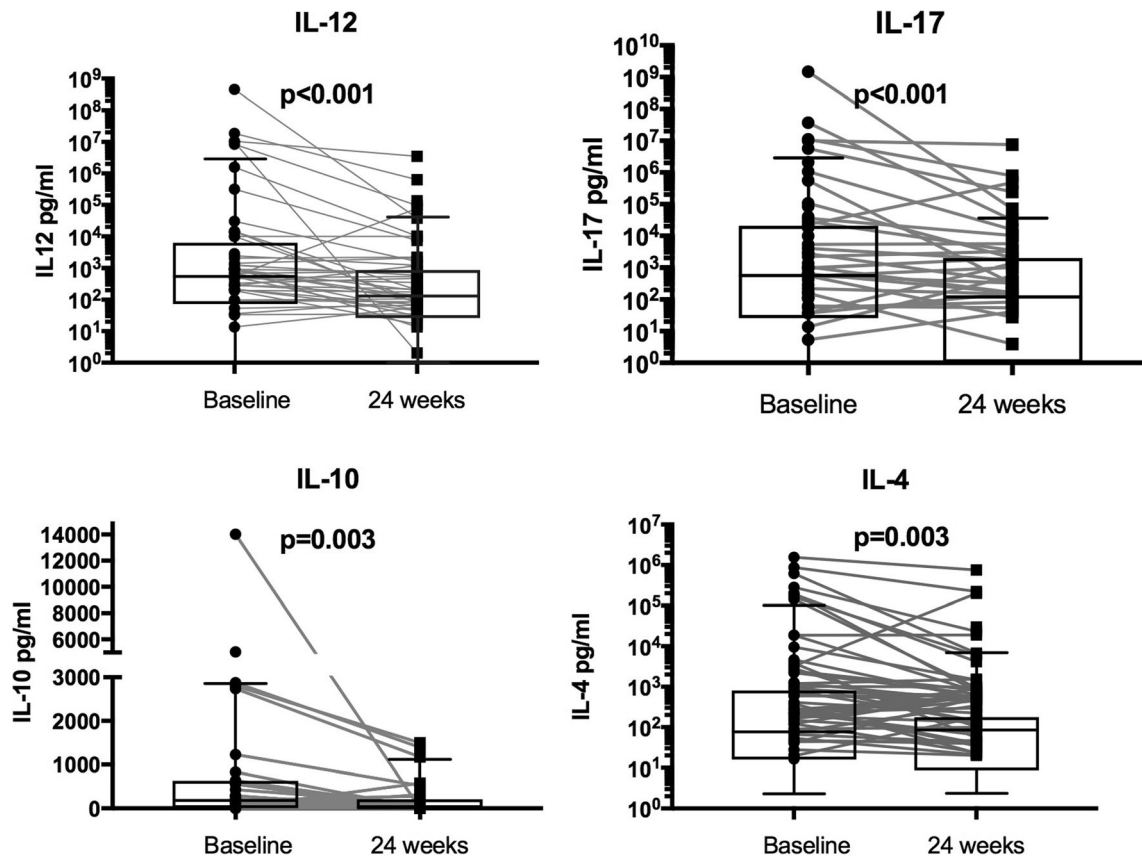 IL-12
p<0.001
IL12 pg/ml
10⁹
10⁸
10⁷
10⁶
10⁵
10⁴
10³
10²
10¹
10⁰
Baseline 24 weeks
IL-17
p<0.001
IL-17 pg/ml
10¹⁰
10⁹
10⁸
10⁷
10⁶
10⁵
10⁴
10³
10²
10¹
10⁰
Baseline 24 weeks
IL-10
p=0.003
IL-10 pg/ml
14000
12000
10000
8000
6000
4000
3000
2000
1000
0
Baseline 24 weeks
IL-4
p=0.003
IL-4 pg/ml
10⁷
10⁶
10⁵
10⁴
10³
10²
10¹
10⁰
Baseline 24 weeks